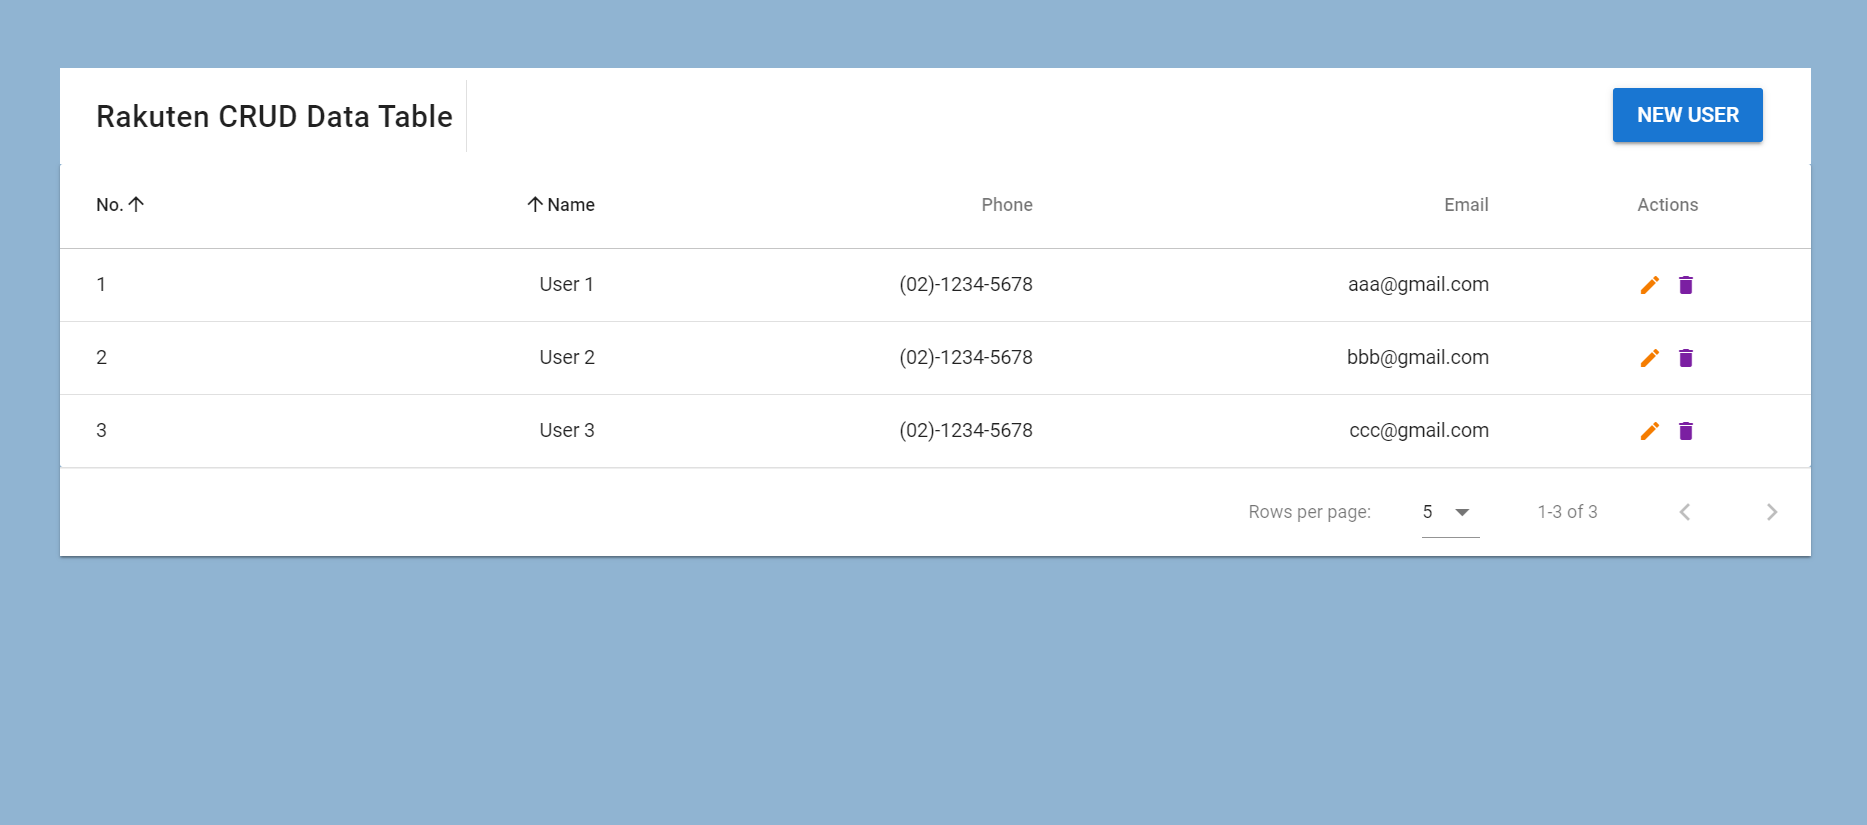 Rakuten CRUD Data Table
NEW USER
No. Name Phone Email Actions
1 User 1 (02)-1234-5678 aaa@gmail.com
2 User 2 (02)-1234-5678 bbb@gmail.com
3 User 3 (02)-1234-5678 ccc@gmail.com
Rows per page: 5 1-3 of 3